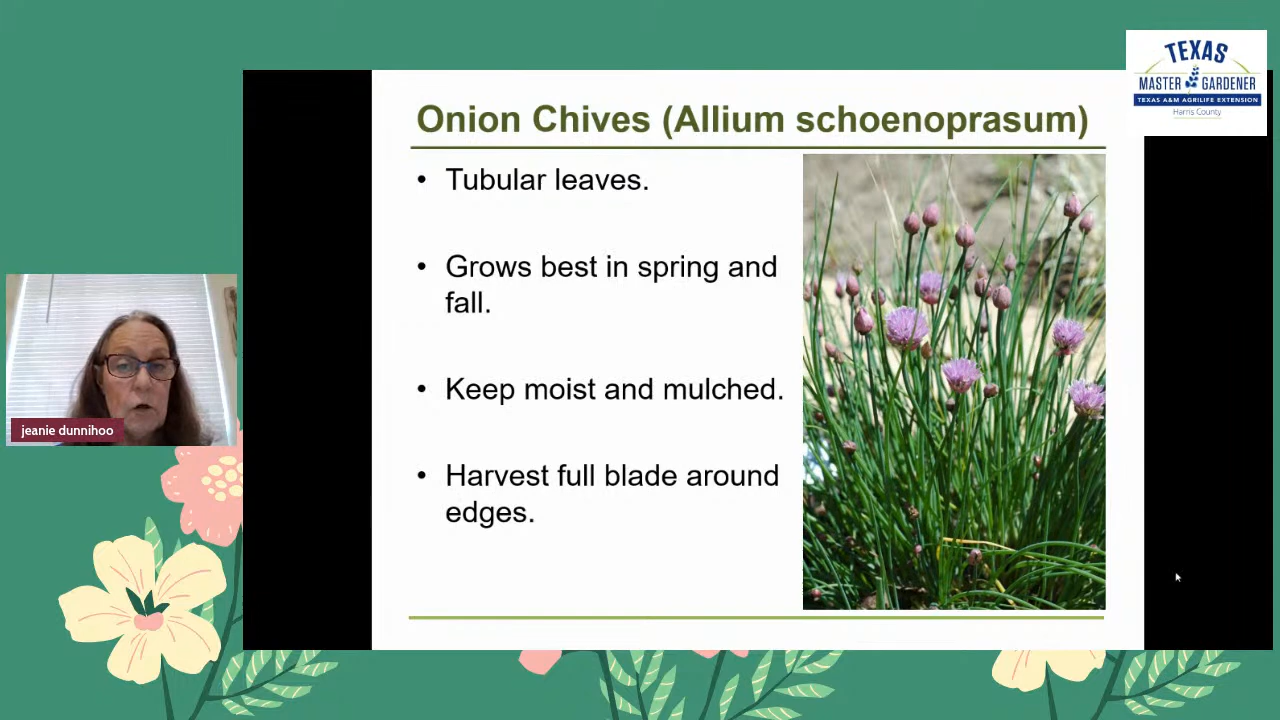 TEXAS
MASTER GARDENER
TEXAS A&M AGRILIFE EXTENSION
Harris County
Onion Chives (Allium schoenoprasum)
• Tubular leaves.
• Grows best in spring and
fall.
• Keep moist and mulched.
• Harvest full blade around
edges.
jeanie dunnihoo